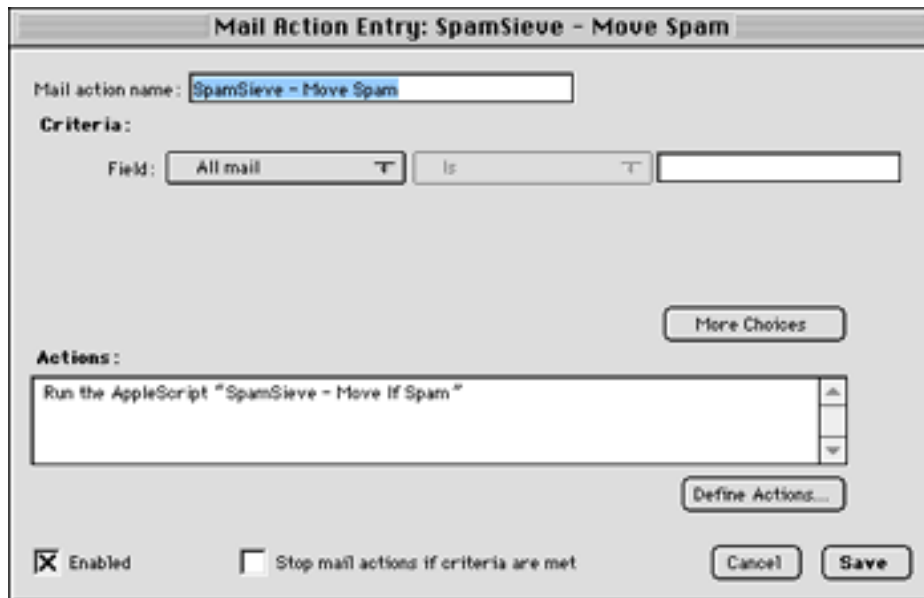 Mail Action Entry: SpamSieve - Move Spam
Mail action name: SpamSieve - Move Spam
Criteria:
Field: All mail Is
More Choices
Actions:
Run the AppleScript "SpamSieve - Move If Spam"
Define Actions...
Enabled Stop mail actions if criteria are met Cancel Save